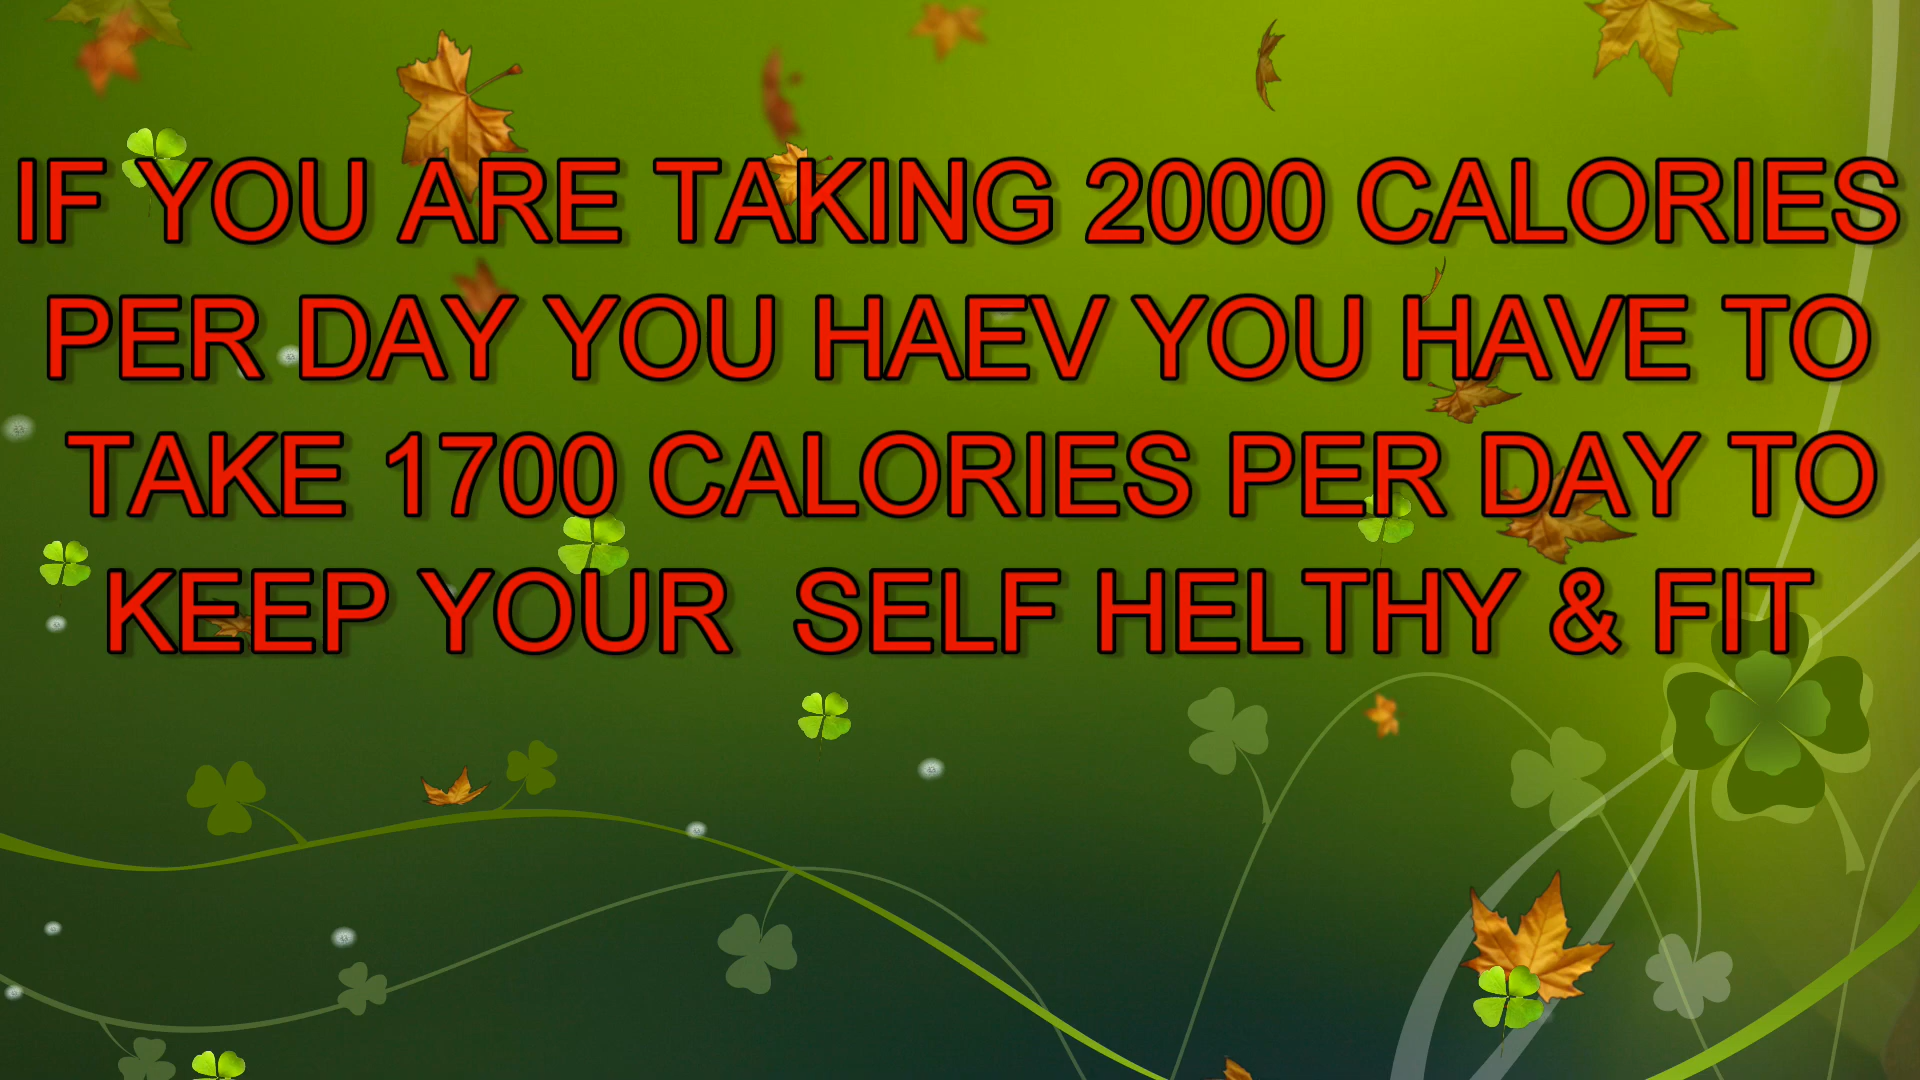 IF YOU ARE TAKING 2000 CALORIES
PER DAY YOU HAEV YOU HAVE TO
TAKE 1700 CALORIES PER DAY TO
KEEP YOUR  SELF HELTHY & FIT